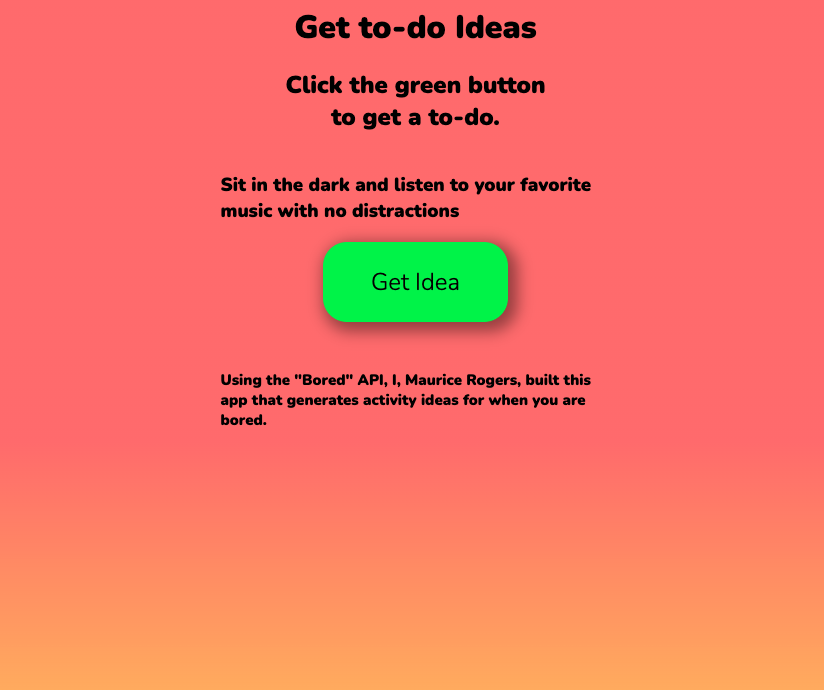 Get to-do Ideas
Click the green button
to get a to-do.
Sit in the dark and listen to your favorite
music with no distractions
Get Idea
Using the "Bored" API, I, Maurice Rogers, built this
app that generates activity ideas for when you are
bored.